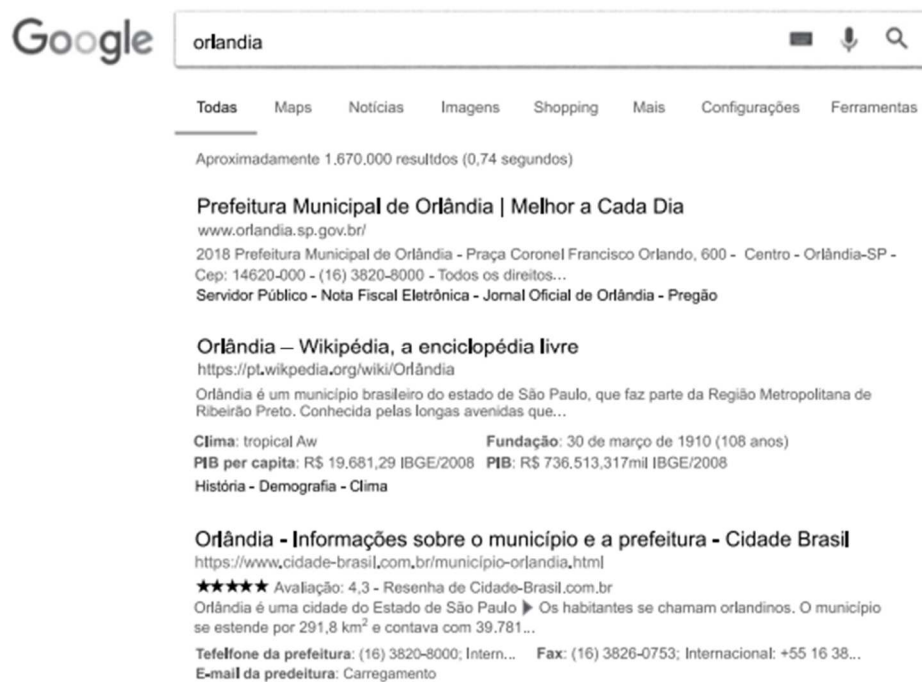 Google
orlandia
Todas Maps Notícias Imagens Shopping Mais Configurações Ferramentas
Aproximadamente 1.670.000 resultdos (0,74 segundos)
Prefeitura Municipal de Orlândia | Melhor a Cada Dia
www.orlandia.sp.gov.br/
2018 Prefeitura Municipal de Orlândia - Praça Coronel Francisco Orlando, 600 - Centro - Orlândia-SP -
Cep: 14620-000 - (16) 3820-8000 - Todos os direitos...
Servidor Público - Nota Fiscal Eletrônica - Jornal Oficial de Orlândia - Pregão
Orlândia – Wikipédia, a enciclopédia livre
https://pt.wikpedia.org/wiki/Orlândia
Orlândia é um município brasileiro do estado de São Paulo, que faz parte da Região Metropolitana de
Ribeirão Preto. Conhecida pelas longas avenidas que...
Clima: tropical Aw Fundação: 30 de março de 1910 (108 anos)
PIB per capita: R$ 19.681,29 IBGE/2008 PIB: R$ 736.513,317mil IBGE/2008
História - Demografia - Clima
Orlândia - Informações sobre o município e a prefeitura - Cidade Brasil
https://www.cidade-brasil.com.br/município-orlandia.html
★★★★★ Avaliação: 4,3 - Resenha de Cidade-Brasil.com.br
Orlândia é uma cidade do Estado de São Paulo ▶ Os habitantes se chamam orlandinos. O município
se estende por 291,8 km² e contava com 39.781...
Tefelfone da prefeitura: (16) 3820-8000; Intern... Fax: (16) 3826-0753; Internacional: +55 16 38...
E-mail da predeitura: Carregamento